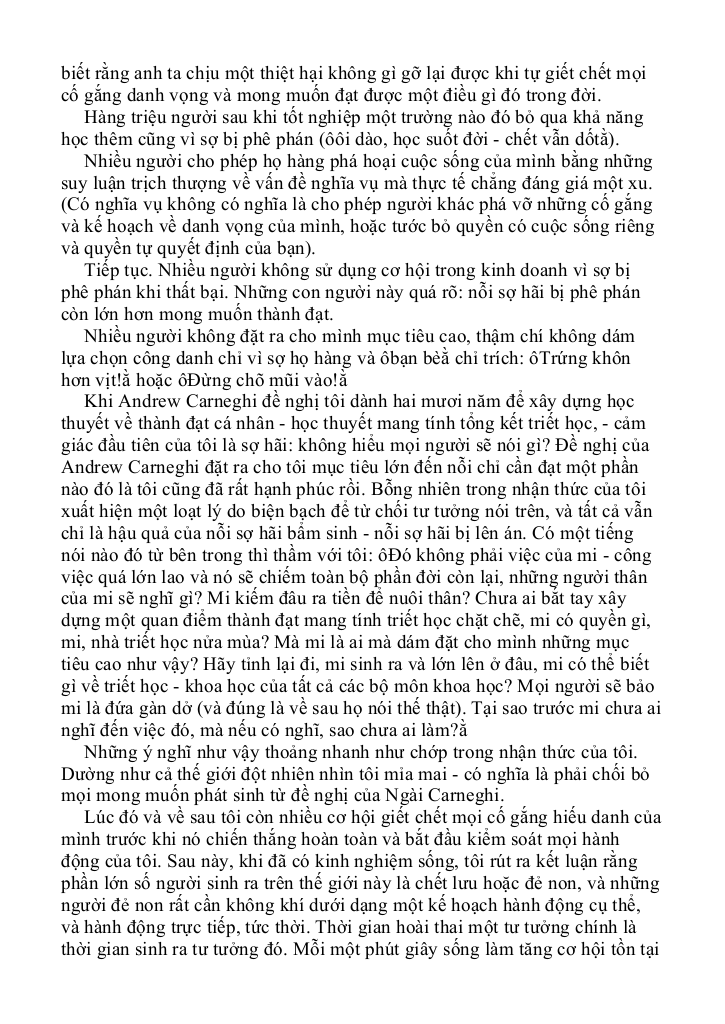 biết rằng anh ta chịu một thiệt hại không gì gỡ lại được khi tự giết chết mọi
cố gắng danh vọng và mong muốn đạt được một điều gì đó trong đời.
Hàng triệu người sau khi tốt nghiệp một trường nào đó bỏ qua khả năng
học thêm cũng vì sợ bị phê phán (ôôi dào, học suốt đời - chết vẫn dốtằ).
Nhiều người cho phép họ hàng phá hoại cuộc sống của mình bằng những
suy luận trịch thượng về vấn đề nghĩa vụ mà thực tế chẳng đáng giá một xu.
(Có nghĩa vụ không có nghĩa là cho phép người khác phá vỡ những cố gắng
và kế hoạch về danh vọng của mình, hoặc tước bỏ quyền có cuộc sống riêng
và quyền tự quyết định của bạn).
Tiếp tục. Nhiều người không sử dụng cơ hội trong kinh doanh vì sợ bị
phê phán khi thất bại. Những con người này quá rõ: nỗi sợ hãi bị phê phán
còn lớn hơn mong muốn thành đạt.
Nhiều người không đặt ra cho mình mục tiêu cao, thậm chí không dám
lựa chọn công danh chỉ vì sợ họ hàng và ôbạn bèằ chỉ trích: ôTrứng khôn
hơn vịt!ằ hoặc ôĐừng chõ mũi vào!ằ
Khi Andrew Carneghi đề nghị tôi dành hai mươi năm để xây dựng học
thuyết về thành đạt cá nhân - học thuyết mang tính tổng kết triết học, - cảm
giác đầu tiên của tôi là sợ hãi: không hiểu mọi người sẽ nói gì? Đề nghị của
Andrew Carneghi đặt ra cho tôi mục tiêu lớn đến nỗi chỉ cần đạt một phần
nào đó là tôi cũng đã rất hạnh phúc rồi. Bỗng nhiên trong nhận thức của tôi
xuất hiện một loạt lý do biện bạch để từ chối tư tưởng nói trên, và tất cả vẫn
chỉ là hậu quả của nỗi sợ hãi bẩm sinh - nỗi sợ hãi bị lên án. Có một tiếng
nói nào đó từ bên trong thì thầm với tôi: ôĐó không phải việc của mi - công
việc quá lớn lao và nó sẽ chiếm toàn bộ phần đời còn lại, những người thân
của mi sẽ nghĩ gì? Mi kiếm đâu ra tiền để nuôi thân? Chưa ai bắt tay xây
dựng một quan điểm thành đạt mang tính triết học chặt chẽ, mi có quyền gì,
mi, nhà triết học nửa mùa? Mà mi là ai mà dám đặt cho mình những mục
tiêu cao như vậy? Hãy tỉnh lại đi, mi sinh ra và lớn lên ở đâu, mi có thể biết
gì về triết học - khoa học của tất cả các bộ môn khoa học? Mọi người sẽ bảo
mi là đứa gàn dở (và đúng là về sau họ nói thế thật). Tại sao trước mi chưa ai
nghĩ đến việc đó, mà nếu có nghĩ, sao chưa ai làm?ằ
Những ý nghĩ như vậy thoảng nhanh như chớp trong nhận thức của tôi.
Dường như cả thế giới đột nhiên nhìn tôi mỉa mai - có nghĩa là phải chối bỏ
mọi mong muốn phát sinh từ đề nghị của Ngài Carneghi.
Lúc đó và về sau tôi còn nhiều cơ hội giết chết mọi cố gắng hiếu danh của
mình trước khi nó chiến thắng hoàn toàn và bắt đầu kiểm soát mọi hành
động của tôi. Sau này, khi đã có kinh nghiệm sống, tôi rút ra kết luận rằng
phần lớn số người sinh ra trên thế giới này là chết lưu hoặc đẻ non, và những
người đẻ non rất cần không khí dưới dạng một kế hoạch hành động cụ thể,
và hành động trực tiếp, tức thời. Thời gian hoài thai một tư tưởng chính là
thời gian sinh ra tư tưởng đó. Mỗi một phút giây sống làm tăng cơ hội tồn tại